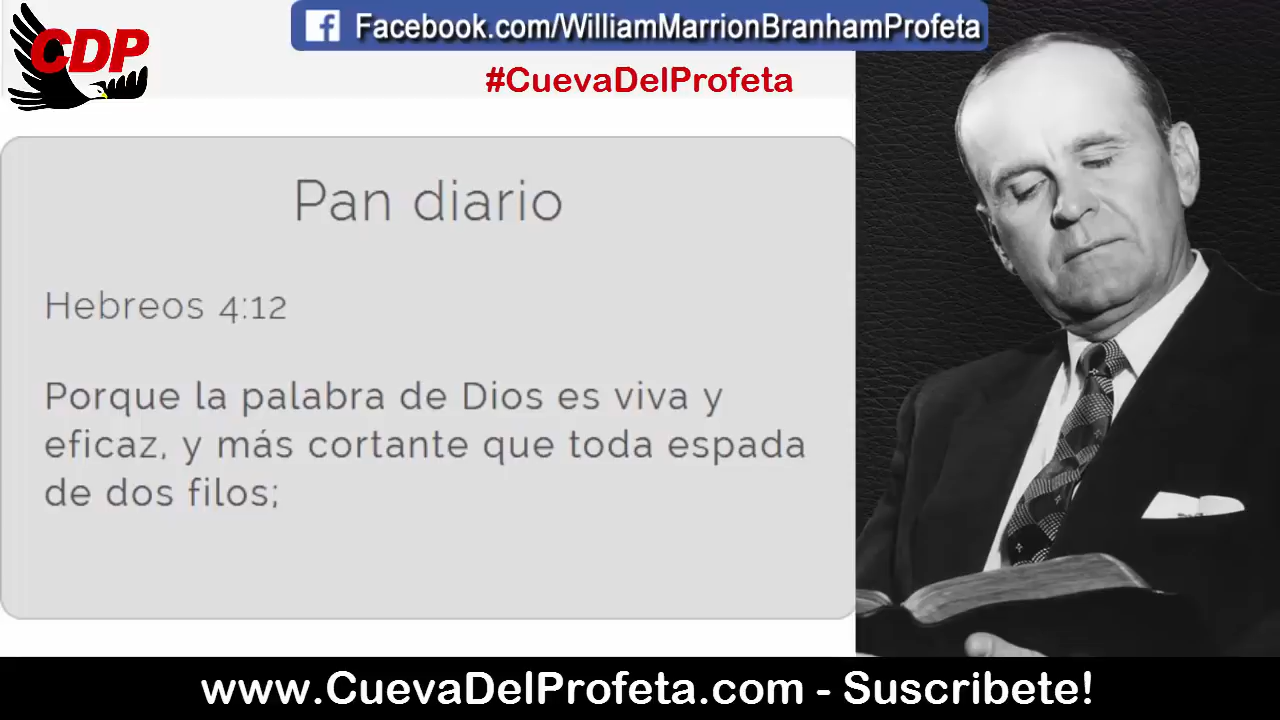 CDP
Facebook.com/WilliamMarrionBranhamProfeta
#CuevaDelProfeta
Pan diario
Hebreos 4:12
Porque la palabra de Dios es viva y
eficaz, y más cortante que toda espada
de dos filos;
www.CuevaDelProfeta.com - Suscribete!